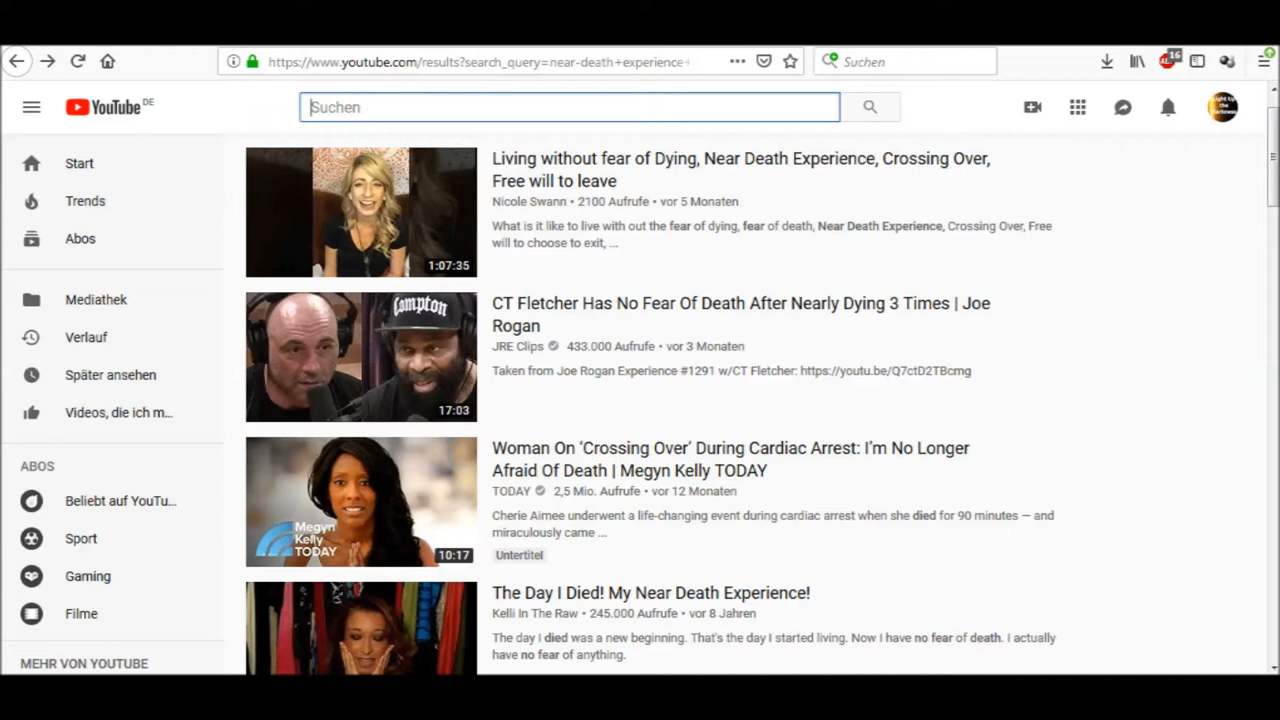 https://www.youtube.com/results?search_query=near-death+experience+
Suchen
16
YouTube DE
Suchen
Light Up
the
Darkness
Start
Trends
Abos
Mediathek
Verlauf
Später ansehen
Videos, die ich m...
ABOS
Beliebt auf YouTu...
Sport
Gaming
Filme
MEHR VON YOUTUBE
1:07:35
Living without fear of Dying, Near Death Experience, Crossing Over,
Free will to leave
Nicole Swann • 2100 Aufrufe • vor 5 Monaten
What is it like to live with out the fear of dying, fear of death, Near Death Experience, Crossing Over, Free
will to choose to exit, ...
Compton
17:03
CT Fletcher Has No Fear Of Death After Nearly Dying 3 Times | Joe
Rogan
JRE Clips 433.000 Aufrufe • vor 3 Monaten
Taken from Joe Rogan Experience #1291 w/CT Fletcher: https://youtu.be/Q7ctD2TBcmg
Megyn
Kelly
TODAY
10:17
Woman On ‘Crossing Over’ During Cardiac Arrest: I’m No Longer
Afraid Of Death | Megyn Kelly TODAY
TODAY 2,5 Mio. Aufrufe • vor 12 Monaten
Cherie Aimee underwent a life-changing event during cardiac arrest when she died for 90 minutes — and
miraculously came ...
Untertitel
The Day I Died! My Near Death Experience!
Kelli In The Raw • 245.000 Aufrufe • vor 8 Jahren
The day I died was a new beginning. That's the day I started living. Now I have no fear of death. I actually
have no fear of anything.